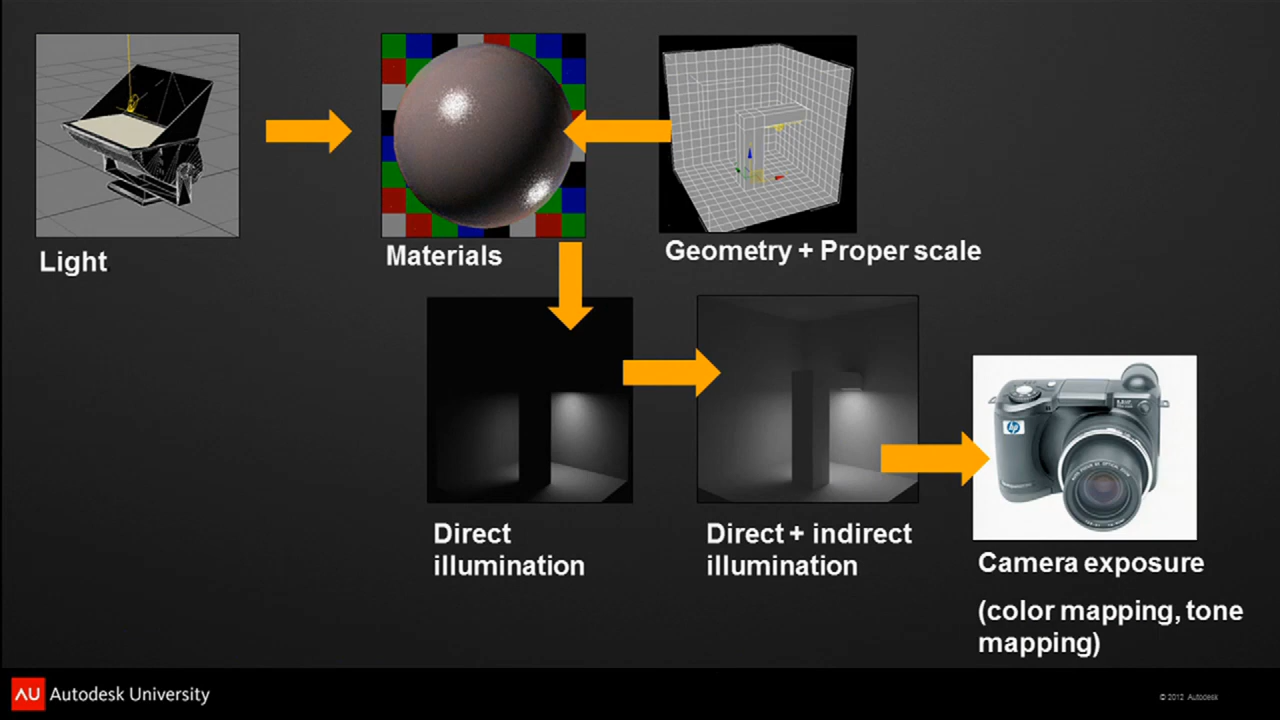 Light
Materials
Geometry + Proper scale
Direct
illumination
Direct + indirect
illumination
hp
Camera exposure
(color mapping, tone
mapping)
AU Autodesk University
© 2012 Autodesk